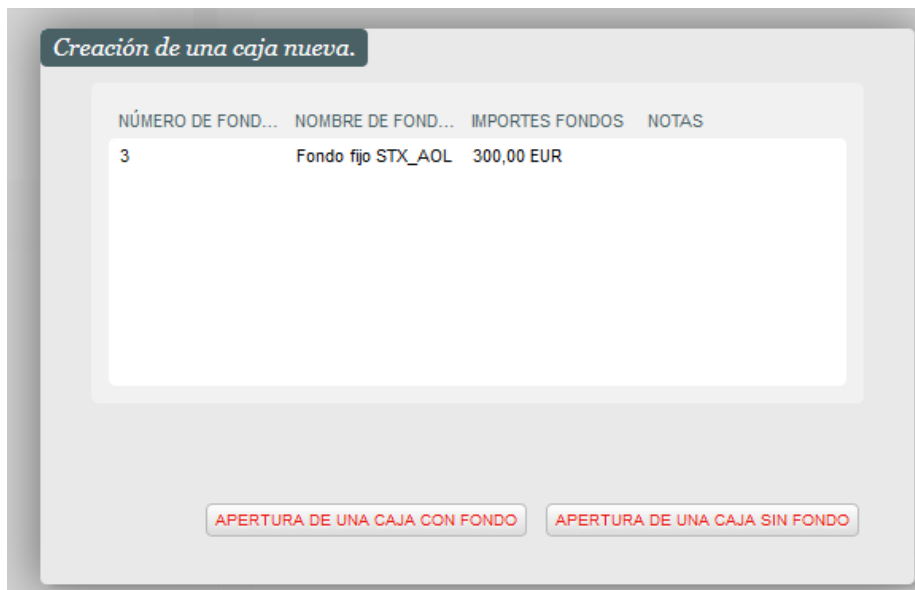 Creación de una caja nueva.
NÚMERO DE FOND... NOMBRE DE FOND... IMPORTES FONDOS NOTAS
3 Fondo fijo STX_AOL 300,00 EUR
APERTURA DE UNA CAJA CON FONDO APERTURA DE UNA CAJA SIN FONDO